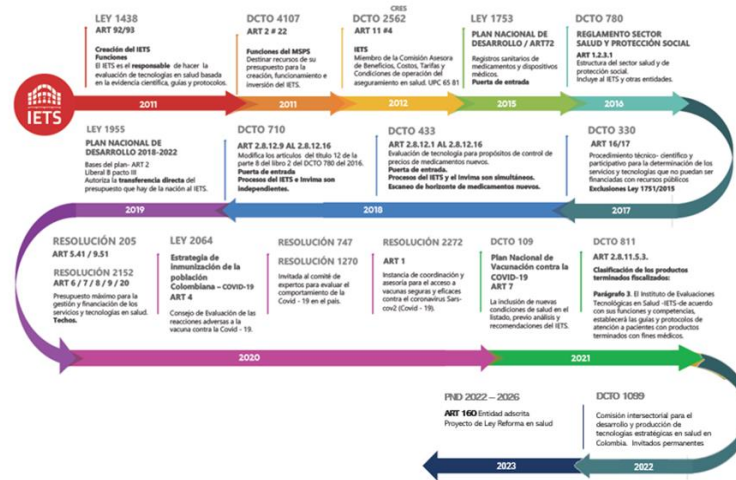 LEY 1438
ART 92/93
Creación del IETS
Funciones
El IETS es el responsable de hacer la
evaluación de tecnologías en salud basada
en la evidencia científica, guías y protocolos.
DCTO 4107
ART 2 # 22
Funciones del MSPS
Destinar recursos de su
presupuesto para la
creación, funcionamiento e
inversión del IETS.
CRES
DCTO 2562
ART 11 #4
IETS
Miembro de la Comisión Asesora
de Beneficios, Costos, Tarifas y
Condiciones de operación del
aseguramiento en salud. UPC 65 81
LEY 1753
PLAN NACIONAL DE
DESARROLLO / ART72
Registros sanitarios de
medicamentos y dispositivos
médicos.
Puerta de entrada
DCTO 780
REGLAMENTO SECTOR
SALUD Y PROTECCIÓN SOCIAL
ART 1.2.3.1
Estructura del sector salud y de
protección social.
Incluye al IETS y otras entidades.
IETS
2011
2011
2012
2015
2016
LEY 1955
PLAN NACIONAL DE
DESARROLLO 2018-2022
Bases del plan- ART 2
Liberal B pacto III
Autoriza la transferencia directa del
presupuesto que hay de la nación al IETS.
DCTO 710
ART 2.8.12.9 AL 2.8.12.16
Modifica los artículos del título 12 de la
parte 8 del libro 2 del DCTO 780 del 2016.
Puerta de entrada
Procesos del IETS e Invima son
independientes.
DCTO 433
ART 2.8.12.1 AL 2.8.12.16
Evaluación de tecnología para propósitos de control de
precios de medicamentos nuevos.
Puerta de entrada.
Procesos del IETS y el Invima son simultáneos.
Escaneo de horizonte de medicamentos nuevos.
DCTO 330
ART 16/17
Procedimiento técnico- científico y
participativo para la determinación de los
servicios y tecnologías que no puedan ser
financiadas con recursos públicos
Exclusiones Ley 1751/2015
2019
2018
2017
RESOLUCIÓN 205
ART 5.41 / 9.51
RESOLUCIÓN 2152
ART 6 / 7 / 8 / 9 / 20
Presupuesto máximo para la
gestión y financiación de los
servicios y tecnologías en salud.
Techos.
LEY 2064
Estrategia de
inmunización de la
población
Colombiana – COVID-19
ART 4
Consejo de Evaluación de las
reacciones adversas a la
vacuna contra la Covid - 19.
RESOLUCIÓN 747
RESOLUCIÓN 1270
Invitada al comité de
expertos para evaluar el
comportamiento de la
Covid - 19 en el país.
RESOLUCIÓN 2272
ART 1
Instancia de coordinación y
asesoría para el acceso a
vacunas seguras y eficaces
contra el coronavirus Sars-
cov2 (Covid - 19).
DCTO 109
Plan Nacional de
Vacunación contra la
COVID-19
ART 7
La inclusión de nuevas
condiciones de salud en el
listado, previo análisis y
recomendaciones del IETS.
DCTO 811
ART 2.8.11.5.3.
Clasificación de los productos
terminados fiscalizados:
Parágrafo 3. El Instituto de Evaluaciones
Tecnológicas en Salud -IETS-de acuerdo
con sus funciones y competencias,
establecerá las guías y protocolos de
atención a pacientes con productos
terminados con fines médicos.
2020
2021
PND 2022 – 2026
ART 160 Entidad adscrita
Proyecto de Ley Reforma en salud
DCTO 1099
Comisión intersectorial para el
desarrollo y producción de
tecnologías estratégicas en salud en
Colombia. Invitados permanentes
2023
2022